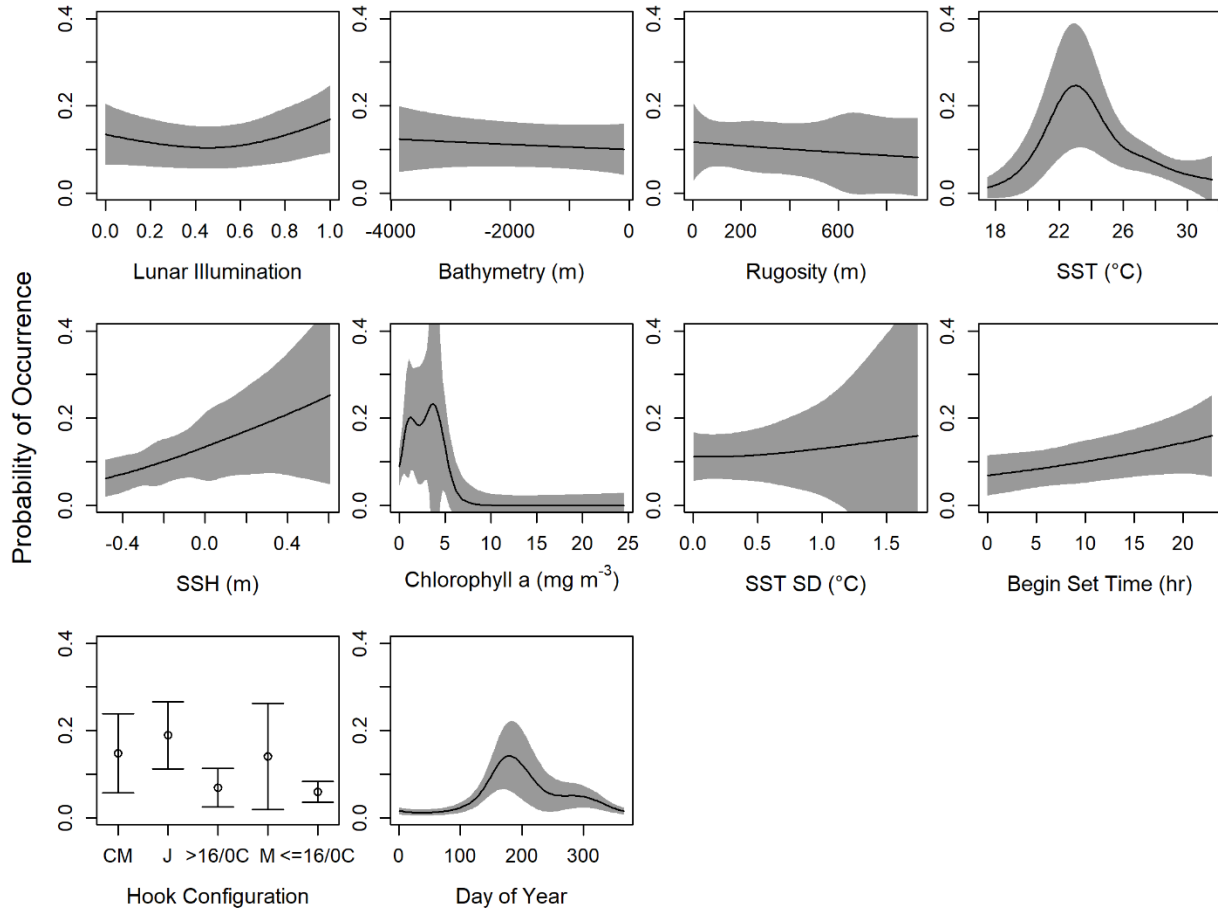 Probability of Occurrence
0.0 0.2 0.4
0.0 0.2 0.4 0.6 0.8 1.0
Lunar Illumination
0.0 0.2 0.4
-4000 -2000 0
Bathymetry (m)
0.0 0.2 0.4
0 200 600
Rugosity (m)
0.0 0.2 0.4
18 22 26 30
SST (°C)
0.0 0.2 0.4
-0.4 0.0 0.4
SSH (m)
0.0 0.2 0.4
0 5 10 15 20 25
Chlorophyll a (mg m⁻³)
0.0 0.2 0.4
0.0 0.5 1.0 1.5
SST SD (°C)
0.0 0.2 0.4
0 5 10 15 20
Begin Set Time (hr)
0.0 0.2 0.4
CM J >16/0C M <=16/0C
Hook Configuration
0.0 0.2 0.4
0 100 200 300
Day of Year